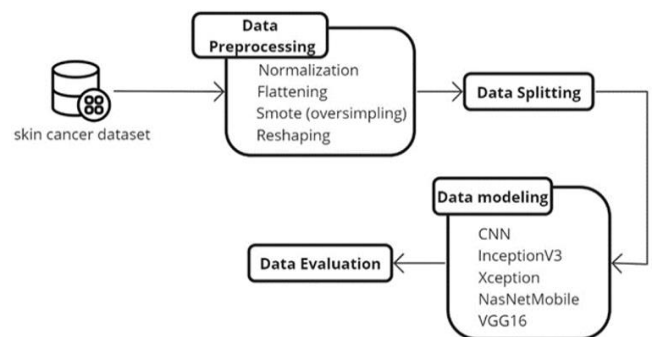 skin cancer dataset
Data
Preprocessing
Normalization
Flattening
Smote (oversimpling)
Reshaping
Data Splitting
Data modeling
CNN
InceptionV3
Xception
NasNetMobile
VGG16
Data Evaluation